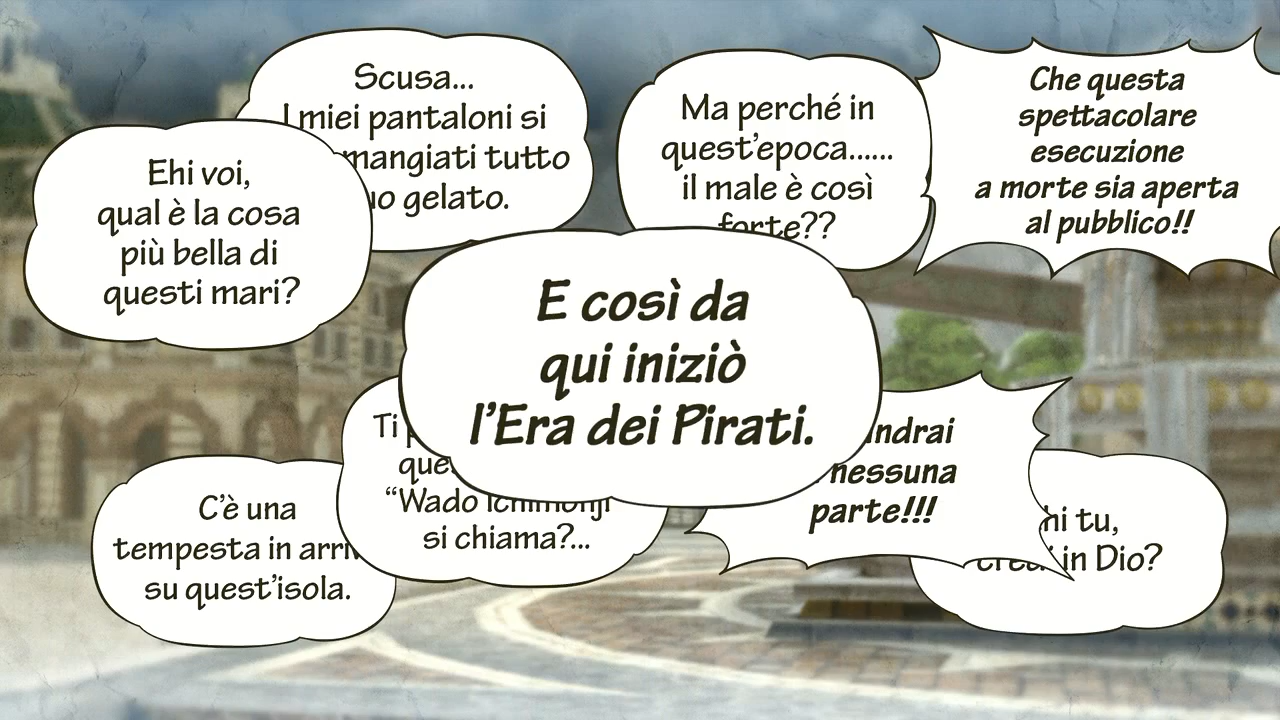 Scusa...
I miei pantaloni si
mangiati tutto
gelato.
Ehi voi,
qual è la cosa
più bella di
questi mari?
Ma perché in
quest'epoca......
il male è così
forte??
Che questa
spettacolare
esecuzione
a morte sia aperta
al pubblico!!
E così da
qui iniziò
l'Era dei Pirati.
Ti
"Wado Ichimonji
si chiama?...
nessuna
parte!!!
C'è una
tempesta in
su quest'isola.
tu,
in Dio?